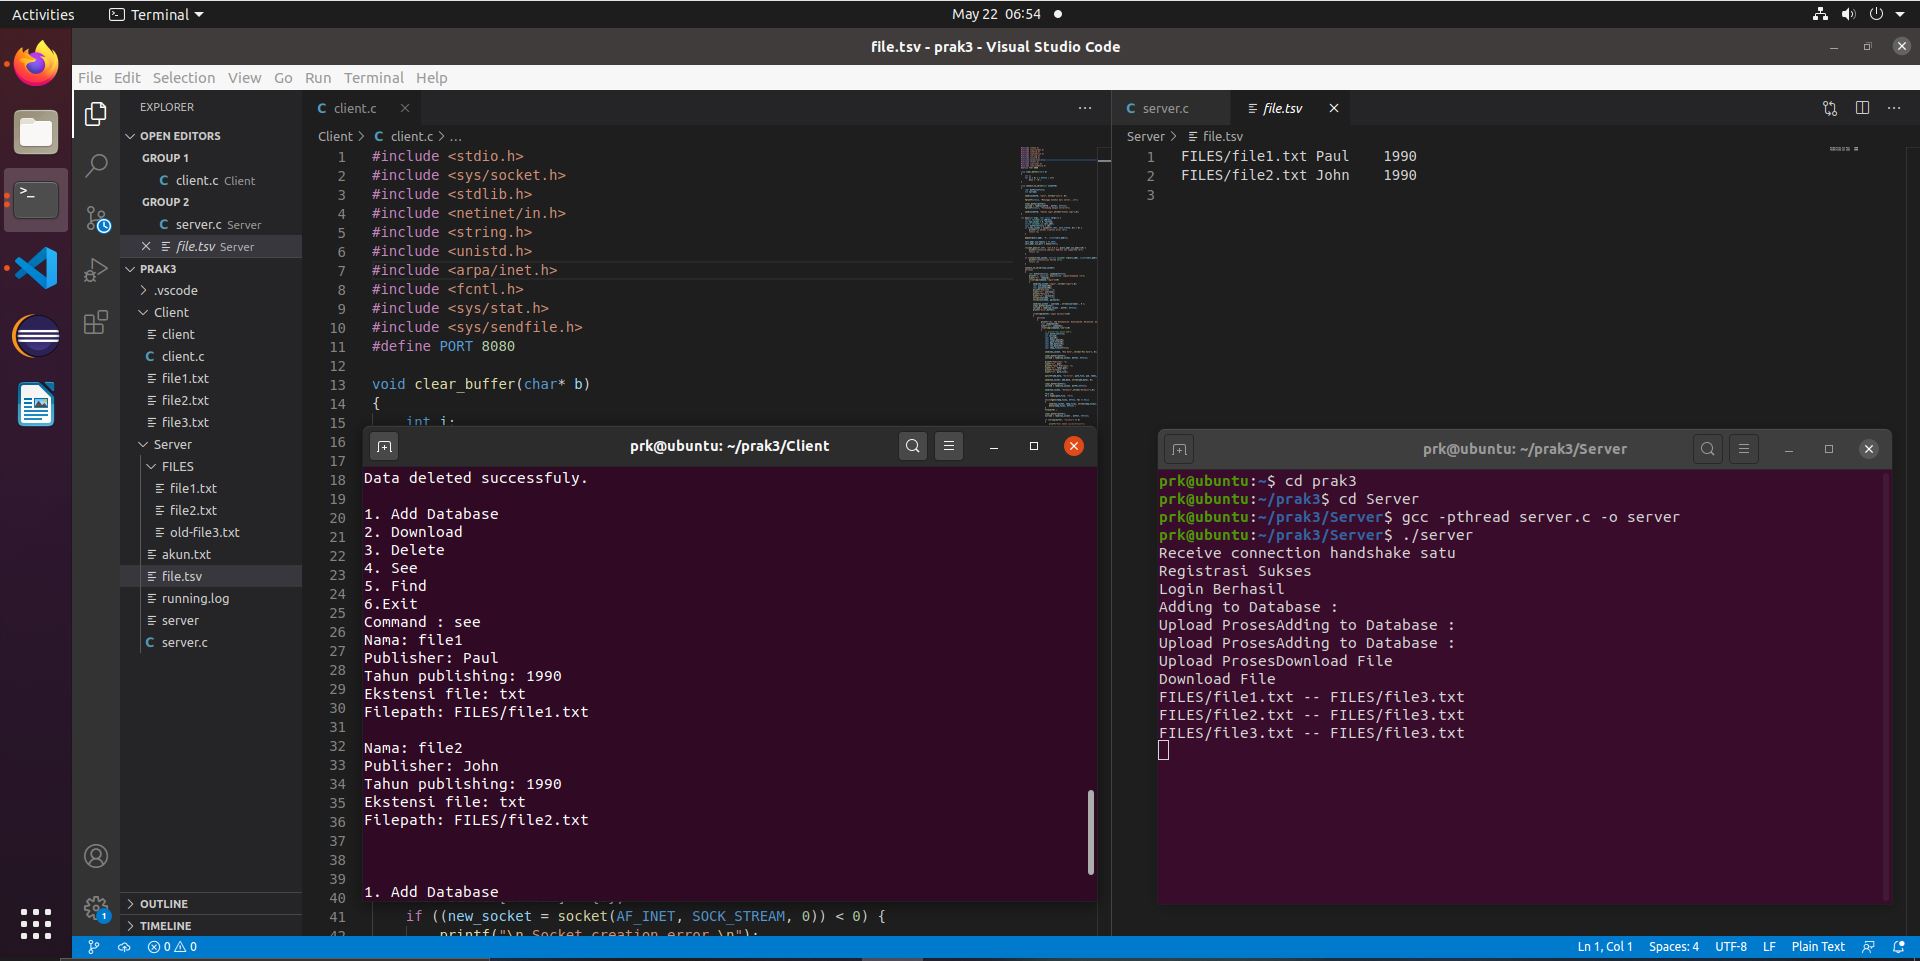 Activities
Terminal
May 22 06:54
file.tsv - prak3 - Visual Studio Code
File Edit Selection View Go Run Terminal Help
EXPLORER
OPEN EDITORS
GROUP 1
C client.c Client
GROUP 2
C server.c Server
file.tsv Server
PRAK3
.vscode
Client
client
C client.c
file1.txt
file2.txt
file3.txt
Server
FILES
file1.txt
file2.txt
old-file3.txt
akun.txt
file.tsv
running.log
server
C server.c
OUTLINE
TIMELINE
C client.c
Client > C client.c > ...
1 #include <stdio.h>
2 #include <sys/socket.h>
3 #include <stdlib.h>
4 #include <netinet/in.h>
5 #include <string.h>
6 #include <unistd.h>
7 #include <arpa/inet.h>
8 #include <fcntl.h>
9 #include <sys/stat.h>
10 #include <sys/sendfile.h>
11 #define PORT 8080
12
13 void clear_buffer(char* b)
14 {
15 int i;
16
17
18
19
20
21
22
23
24
25
26
27
28
29
30
31
32
33
34
35
36
37
38
39
40
41 if ((new_socket = socket(AF_INET, SOCK_STREAM, 0)) < 0) {
42 printf("\n Socket creation error \n");
prk@ubuntu: ~/prak3/Client
Data deleted successfuly.
1. Add Database
2. Download
3. Delete
4. See
5. Find
6.Exit
Command : see
Nama: file1
Publisher: Paul
Tahun publishing: 1990
Ekstensi file: txt
Filepath: FILES/file1.txt
Nama: file2
Publisher: John
Tahun publishing: 1990
Ekstensi file: txt
Filepath: FILES/file2.txt
1. Add Database
C server.c
file.tsv
Server > file.tsv
1 FILES/file1.txt Paul 1990
2 FILES/file2.txt John 1990
3
prk@ubuntu: ~/prak3/Server
prk@ubuntu:~$ cd prak3
prk@ubuntu:~/prak3$ cd Server
prk@ubuntu:~/prak3/Server$ gcc -pthread server.c -o server
prk@ubuntu:~/prak3/Server$ ./server
Receive connection handshake satu
Registrasi Sukses
Login Berhasil
Adding to Database :
Upload ProsesAdding to Database :
Upload ProsesAdding to Database :
Upload ProsesDownload File
Download File
FILES/file1.txt -- FILES/file3.txt
FILES/file2.txt -- FILES/file3.txt
FILES/file3.txt -- FILES/file3.txt
1
0 0
Ln 1, Col 1 Spaces: 4 UTF-8 LF Plain Text